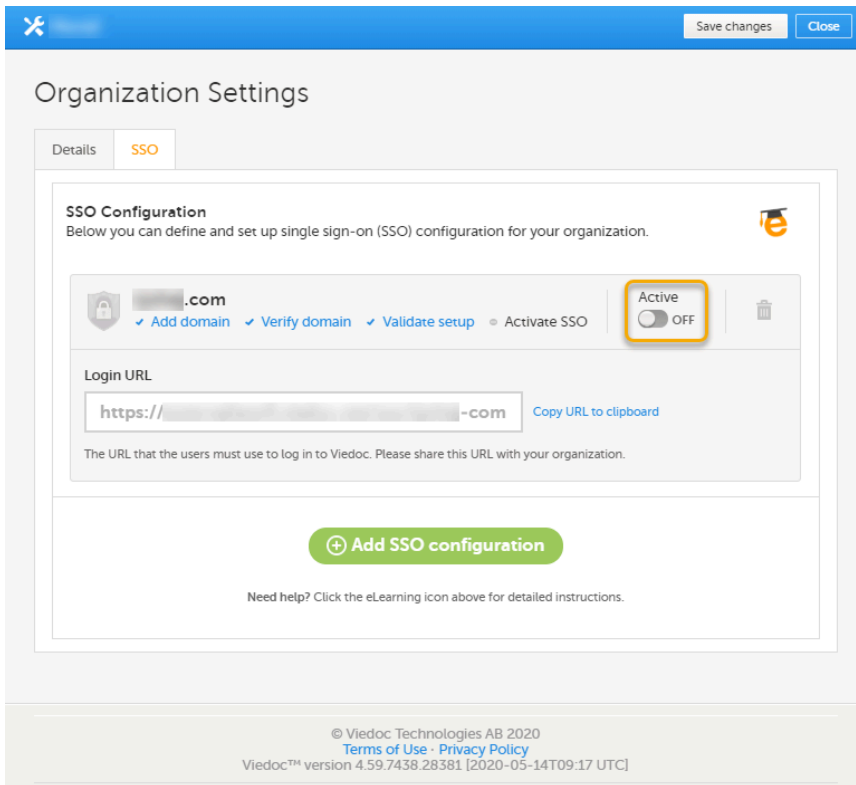 Save changes
Close
Organization Settings
Details
SSO
SSO Configuration
Below you can define and set up single sign-on (SSO) configuration for your organization.
e
.com
Add domain
Verify domain
Validate setup
Activate SSO
Active
OFF
Login URL
https://
-com
Copy URL to clipboard
The URL that the users must use to log in to Viedoc. Please share this URL with your organization.
Add SSO configuration
Need help? Click the eLearning icon above for detailed instructions.
© Viedoc Technologies AB 2020
Terms of Use · Privacy Policy
Viedoc™ version 4.59.7438.28381 [2020-05-14T09:17 UTC]